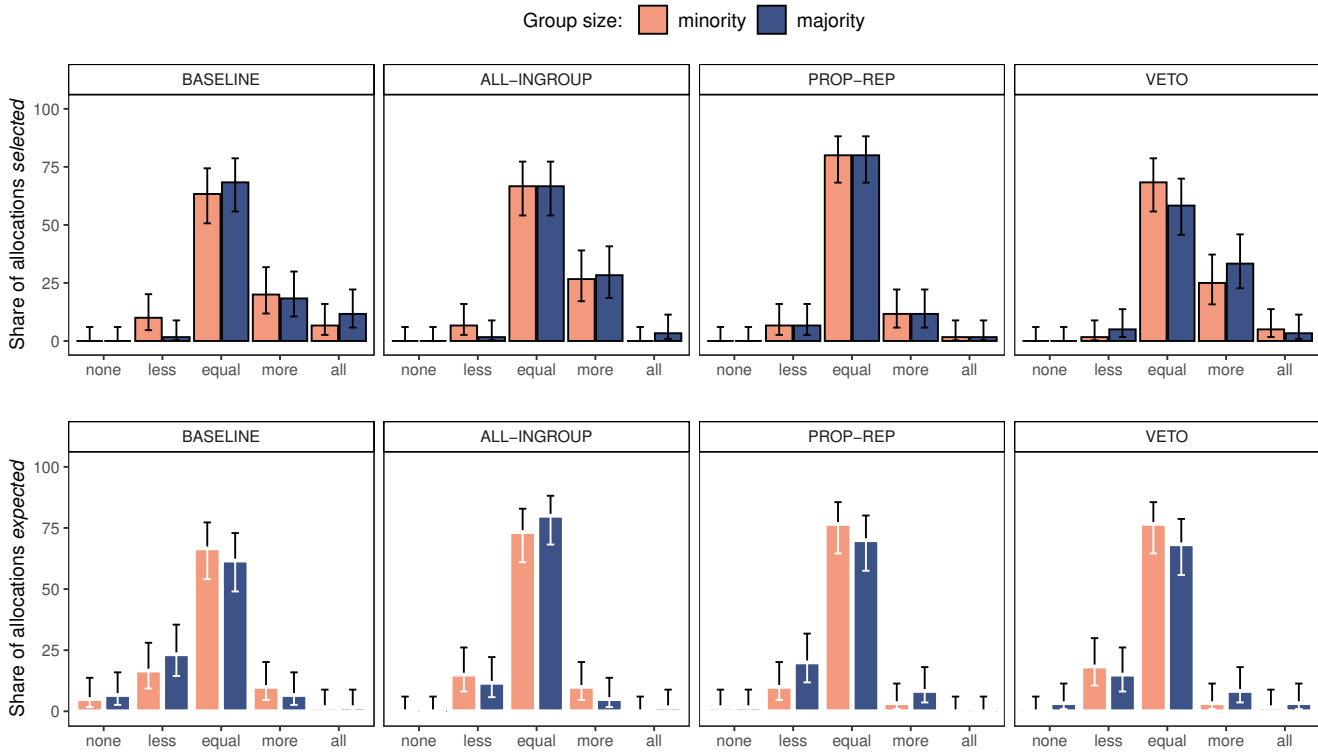 Group size: minority majority
BASELINE ALL−INGROUP PROP−REP VETO
Share of allocations selected
100
75
50
25
0
none less equal more all none less equal more all none less equal more all none less equal more all
BASELINE ALL−INGROUP PROP−REP VETO
Share of allocations expected
100
75
50
25
0
none less equal more all none less equal more all none less equal more all none less equal more all